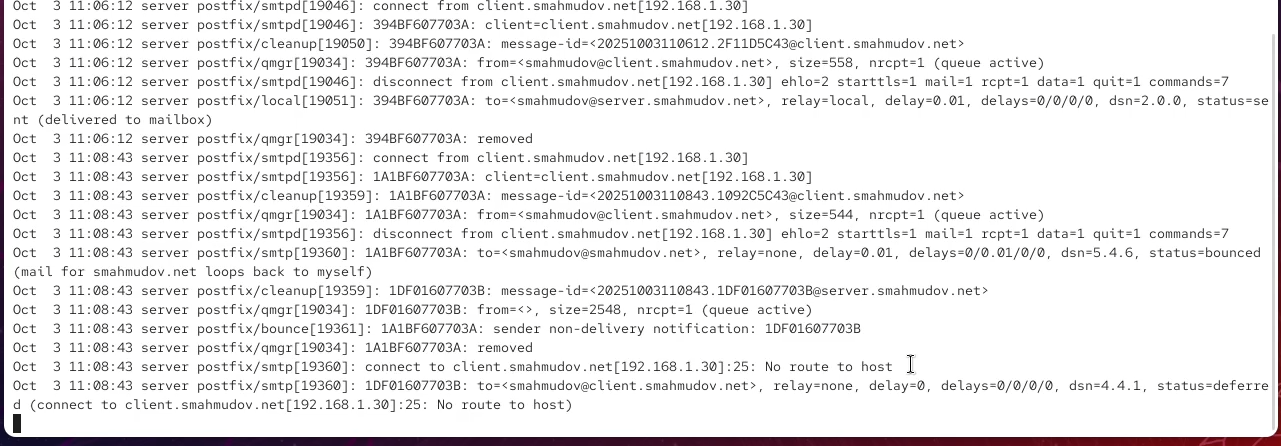 Oct  3 11:06:12 server postfix/smtpd[19046]: connect from client.smahmudov.net[192.168.1.30]
Oct  3 11:06:12 server postfix/smtpd[19046]: 394BF607703A: client=client.smahmudov.net[192.168.1.30]
Oct  3 11:06:12 server postfix/cleanup[19050]: 394BF607703A: message-id=<20251003110612.2F11D5C43@client.smahmudov.net>
Oct  3 11:06:12 server postfix/qmgr[19034]: 394BF607703A: from=<smahmudov@client.smahmudov.net>, size=558, nrcpt=1 (queue active)
Oct  3 11:06:12 server postfix/smtpd[19046]: disconnect from client.smahmudov.net[192.168.1.30] ehlo=2 starttls=1 mail=1 rcpt=1 data=1 quit=1 commands=7
Oct  3 11:06:12 server postfix/local[19051]: 394BF607703A: to=<smahmudov@server.smahmudov.net>, relay=local, delay=0.01, delays=0/0/0/0, dsn=2.0.0, status=se
nt (delivered to mailbox)
Oct  3 11:06:12 server postfix/qmgr[19034]: 394BF607703A: removed
Oct  3 11:08:43 server postfix/smtpd[19356]: connect from client.smahmudov.net[192.168.1.30]
Oct  3 11:08:43 server postfix/smtpd[19356]: 1A1BF607703A: client=client.smahmudov.net[192.168.1.30]
Oct  3 11:08:43 server postfix/cleanup[19359]: 1A1BF607703A: message-id=<20251003110843.1092C5C43@client.smahmudov.net>
Oct  3 11:08:43 server postfix/qmgr[19034]: 1A1BF607703A: from=<smahmudov@client.smahmudov.net>, size=544, nrcpt=1 (queue active)
Oct  3 11:08:43 server postfix/smtpd[19356]: disconnect from client.smahmudov.net[192.168.1.30] ehlo=2 starttls=1 mail=1 rcpt=1 data=1 quit=1 commands=7
Oct  3 11:08:43 server postfix/smtp[19360]: 1A1BF607703A: to=<smahmudov@smahmudov.net>, relay=none, delay=0.01, delays=0/0.01/0/0, dsn=5.4.6, status=bounced
(mail for smahmudov.net loops back to myself)
Oct  3 11:08:43 server postfix/cleanup[19359]: 1DF01607703B: message-id=<20251003110843.1DF01607703B@server.smahmudov.net>
Oct  3 11:08:43 server postfix/qmgr[19034]: 1DF01607703B: from=<>, size=2548, nrcpt=1 (queue active)
Oct  3 11:08:43 server postfix/bounce[19361]: 1A1BF607703A: sender non-delivery notification: 1DF01607703B
Oct  3 11:08:43 server postfix/qmgr[19034]: 1A1BF607703A: removed
Oct  3 11:08:43 server postfix/smtp[19360]: connect to client.smahmudov.net[192.168.1.30]:25: No route to host
Oct  3 11:08:43 server postfix/smtp[19360]: 1DF01607703B: to=<smahmudov@client.smahmudov.net>, relay=none, delay=0, delays=0/0/0/0, dsn=4.4.1, status=deferre
d (connect to client.smahmudov.net[192.168.1.30]:25: No route to host)